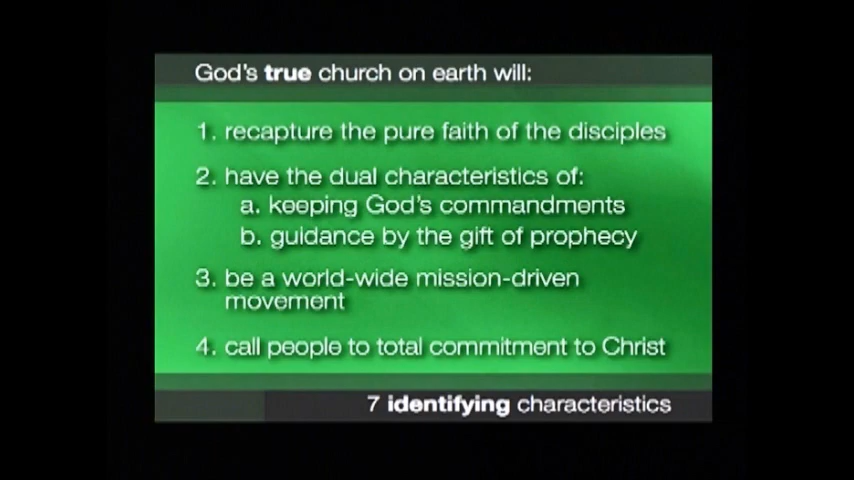 God's true church on earth will:
1. recapture the pure faith of the disciples
2. have the dual characteristics of:
a. keeping God's commandments
b. guidance by the gift of prophecy
3. be a world-wide mission-driven
movement
4. call people to total commitment to Christ
7 identifying characteristics